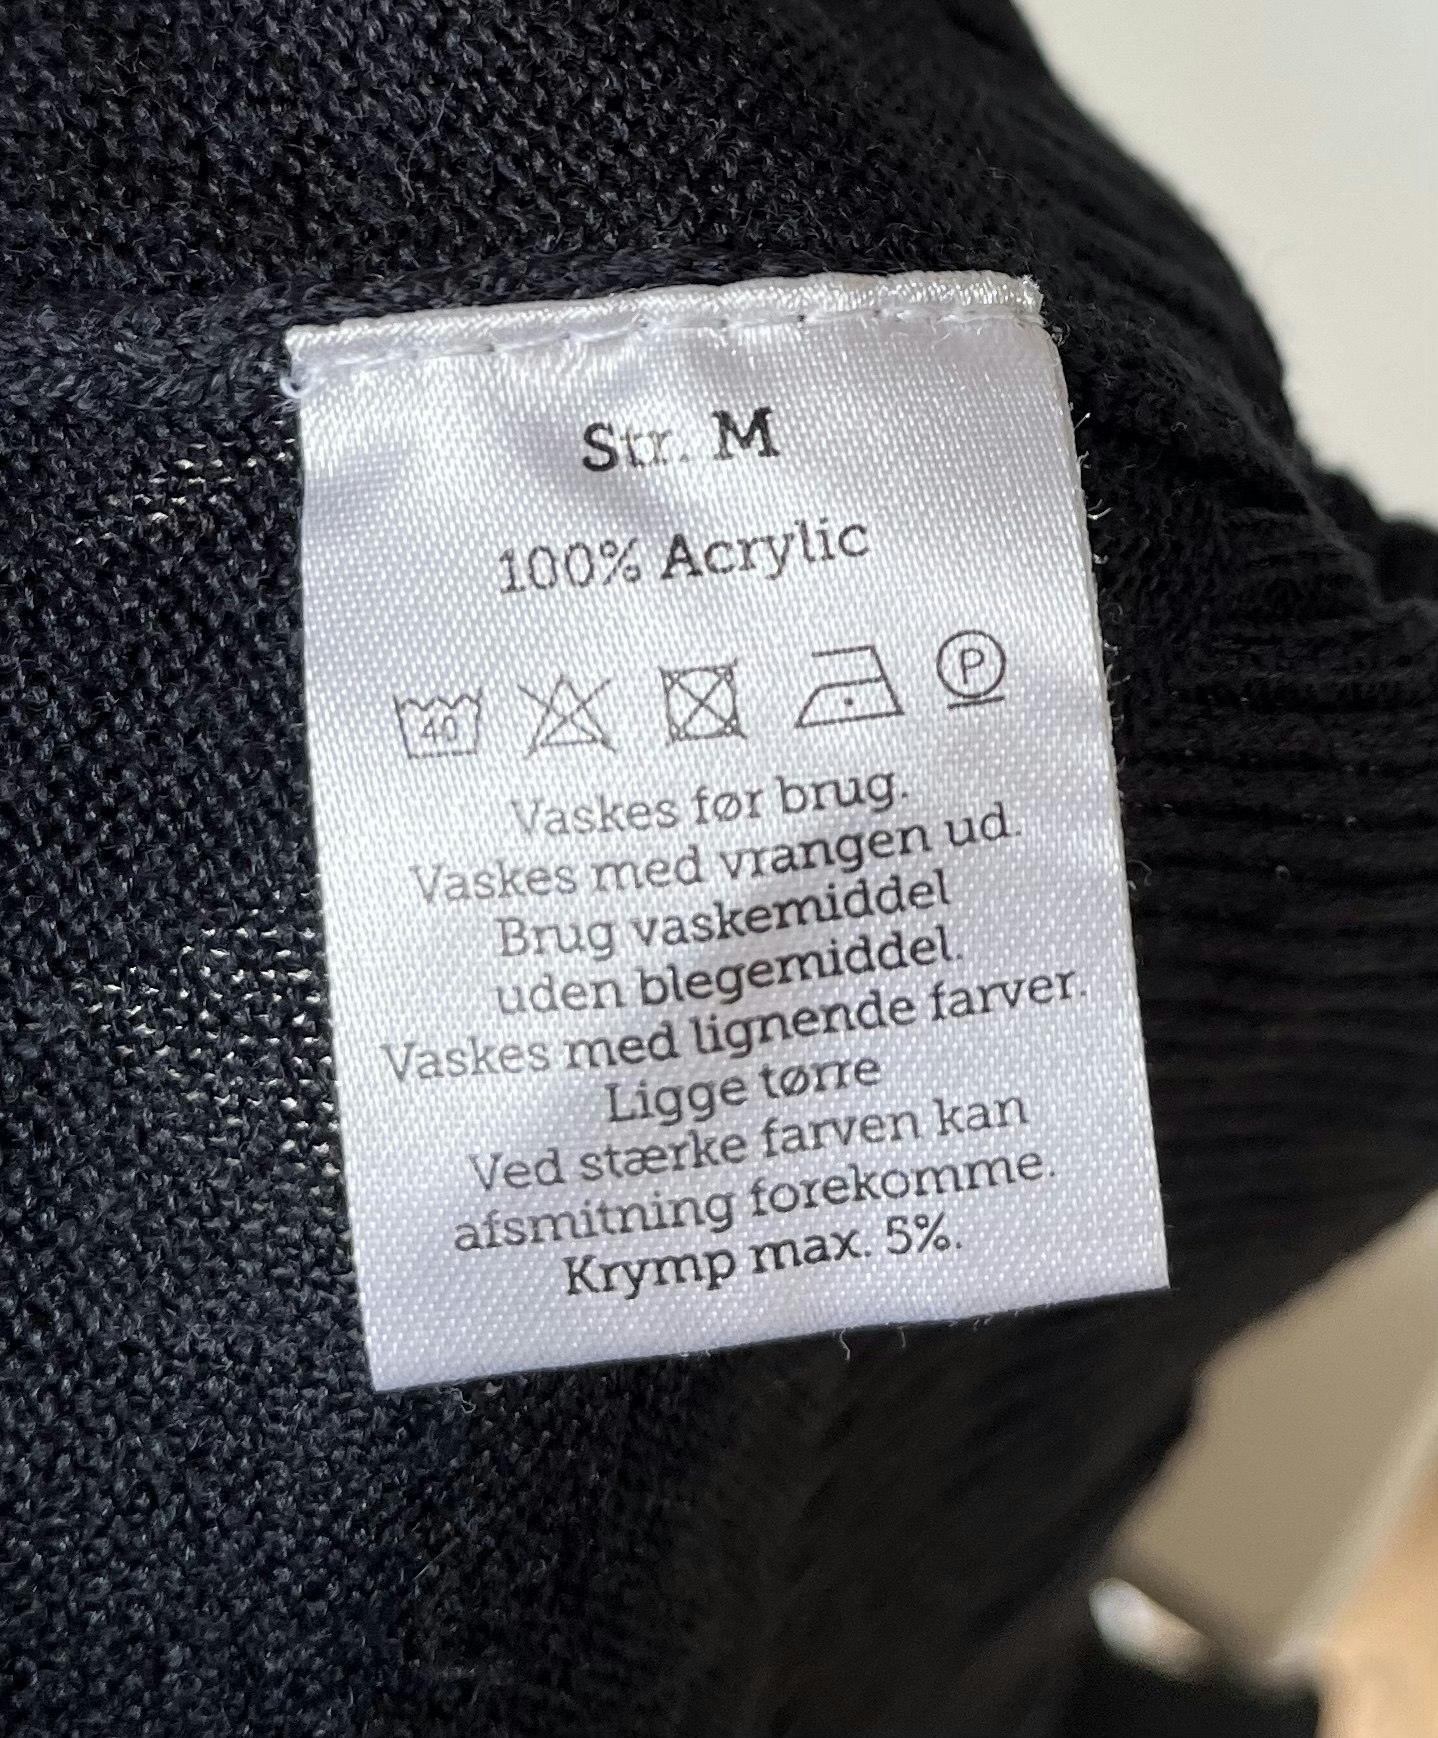 Str. M
100% Acrylic
40 P
Vaskes før brug.
Vaskes med vrangen ud.
Brug vaskemiddel
uden blegemiddel.
Vaskes med lignende farver.
Ligge tørre
Ved stærke farven kan
afsmitning forekomme.
Krymp max. 5%.